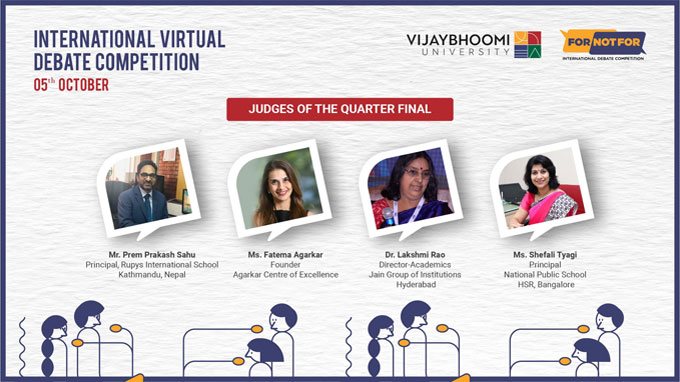 INTERNATIONAL VIRTUAL
DEBATE COMPETITION
05th OCTOBER
VIJAYBHOOMI
UNIVERSITY
FOR NOT FOR
INTERNATIONAL DEBATE COMPETITION
JUDGES OF THE QUARTER FINAL
Mr. Prem Prakash Sahu
Principal, Rupys International School
Kathmandu, Nepal
Ms. Fatema Agarkar
Founder
Agarkar Centre of Excellence
Dr. Lakshmi Rao
Director-Academics
Jain Group of Institutions
Hyderabad
Ms. Shefali Tyagi
Principal
National Public School
HSR, Bangalore